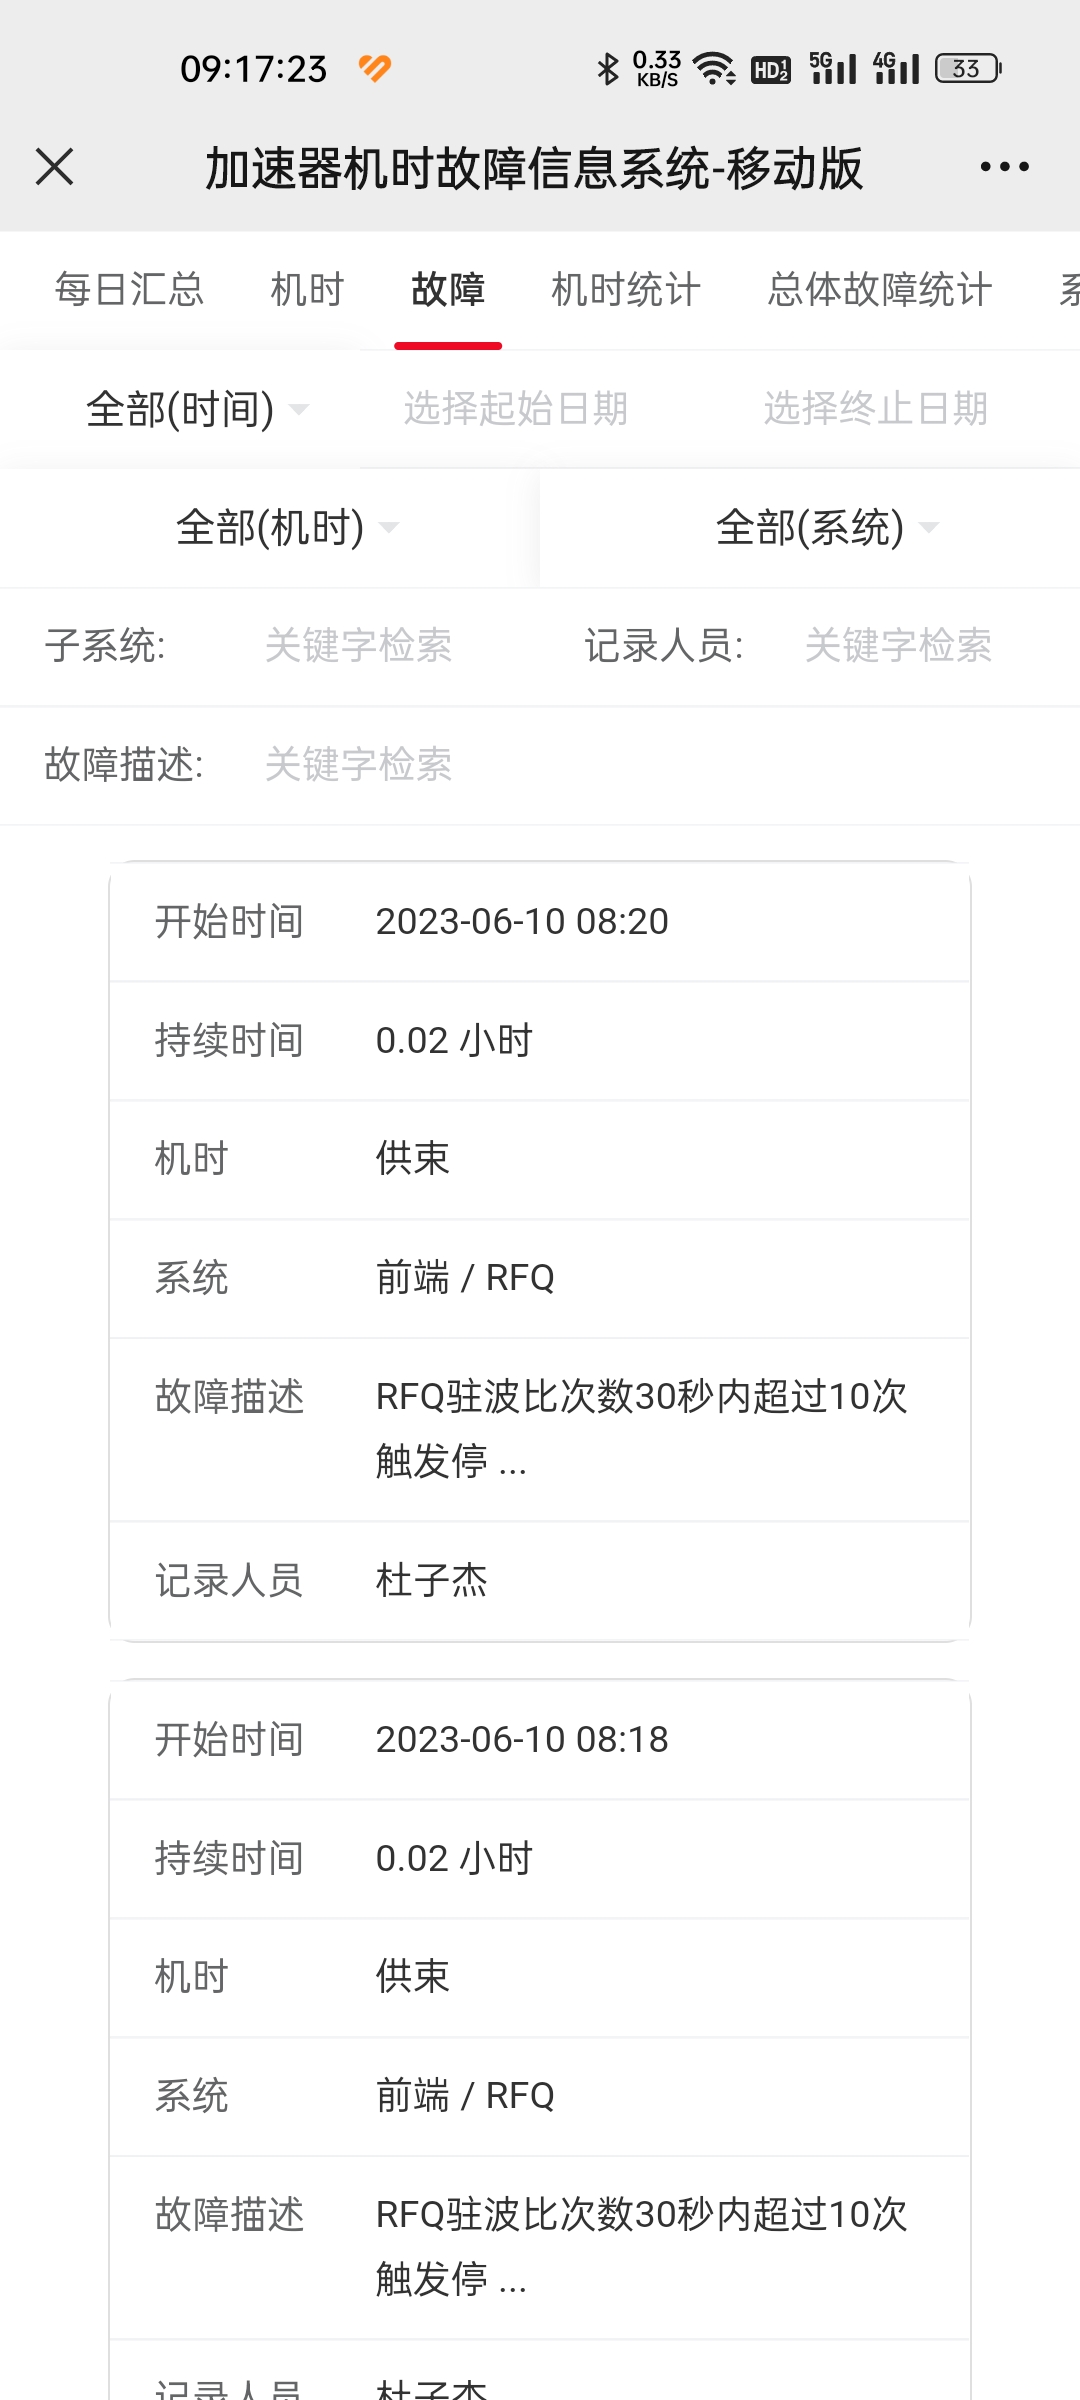 09:17:23 0.33 KB/S HD 1 2 5G 4G 33
加速器机时故障信息系统-移动版
每日汇总 机时 故障 机时统计 总体故障统计 系
全部(时间) 选择起始日期 选择终止日期
全部(机时) 全部(系统)
子系统: 关键字检索 记录人员: 关键字检索
故障描述: 关键字检索
开始时间 2023-06-10 08:20
持续时间 0.02 小时
机时 供束
系统 前端 / RFQ
故障描述 RFQ驻波比次数30秒内超过10次
触发停 ...
记录人员 杜子杰
开始时间 2023-06-10 08:18
持续时间 0.02 小时
机时 供束
系统 前端 / RFQ
故障描述 RFQ驻波比次数30秒内超过10次
触发停 ...
记录人员 杜子杰